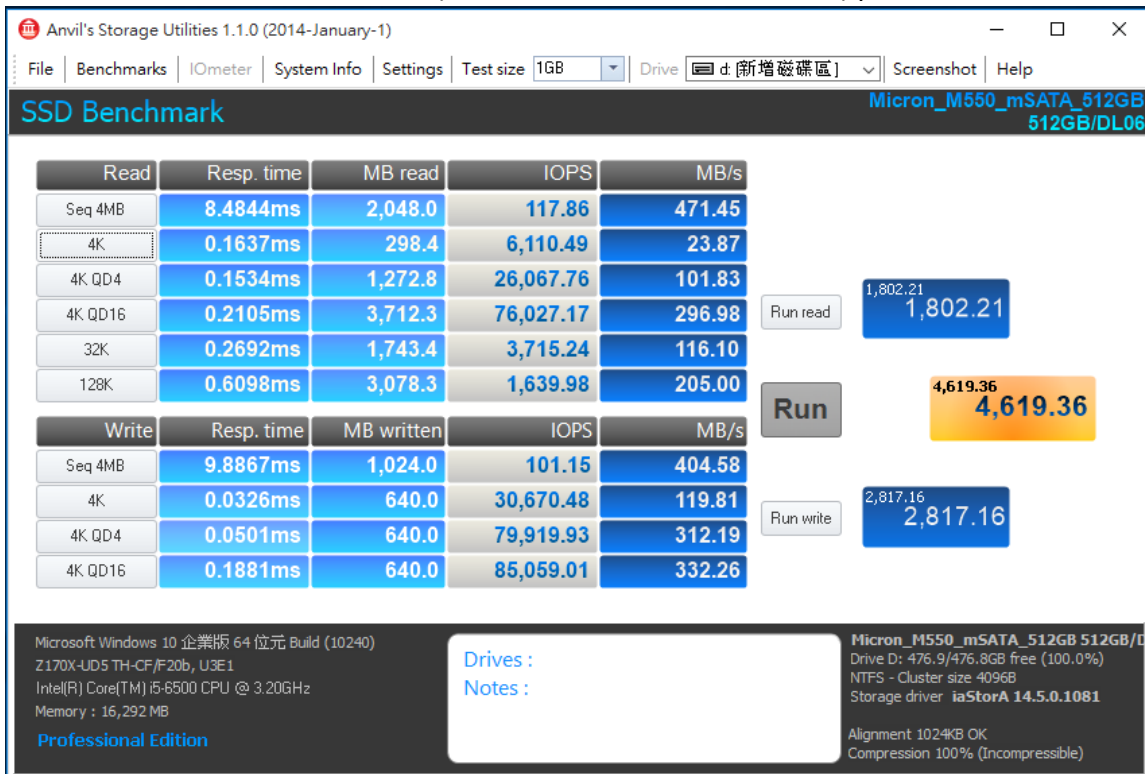 Anvil's Storage Utilities 1.1.0 (2014-January-1)
File Benchmarks IOmeter System Info Settings Test size 1GB Drive d: [新增磁碟區] Screenshot Help
SSD Benchmark
Micron_M550_mSATA_512GB
512GB/DL06
Read Resp. time MB read IOPS MB/s
Seq 4MB 8.4844ms 2,048.0 117.86 471.45
4K 0.1637ms 298.4 6,110.49 23.87
4K QD4 0.1534ms 1,272.8 26,067.76 101.83
4K QD16 0.2105ms 3,712.3 76,027.17 296.98
32K 0.2692ms 1,743.4 3,715.24 116.10
128K 0.6098ms 3,078.3 1,639.98 205.00
Run read
1,802.21
1,802.21
Run
4,619.36
4,619.36
Write Resp. time MB written IOPS MB/s
Seq 4MB 9.8867ms 1,024.0 101.15 404.58
4K 0.0326ms 640.0 30,670.48 119.81
4K QD4 0.0501ms 640.0 79,919.93 312.19
4K QD16 0.1881ms 640.0 85,059.01 332.26
Run write
2,817.16
2,817.16
Microsoft Windows 10 企業版 64 位元 Build (10240)
Z170X-UD5 TH-CF/F20b, U3E1
Intel(R) Core(TM) i5-6500 CPU @ 3.20GHz
Memory : 16,292 MB
Professional Edition
Drives :
Notes :
Micron_M550_mSATA_512GB 512GB/D
Drive D: 476.9/476.8GB free (100.0%)
NTFS - Cluster size 4096B
Storage driver iaStorA 14.5.0.1081
Alignment 1024KB OK
Compression 100% (Incompressible)